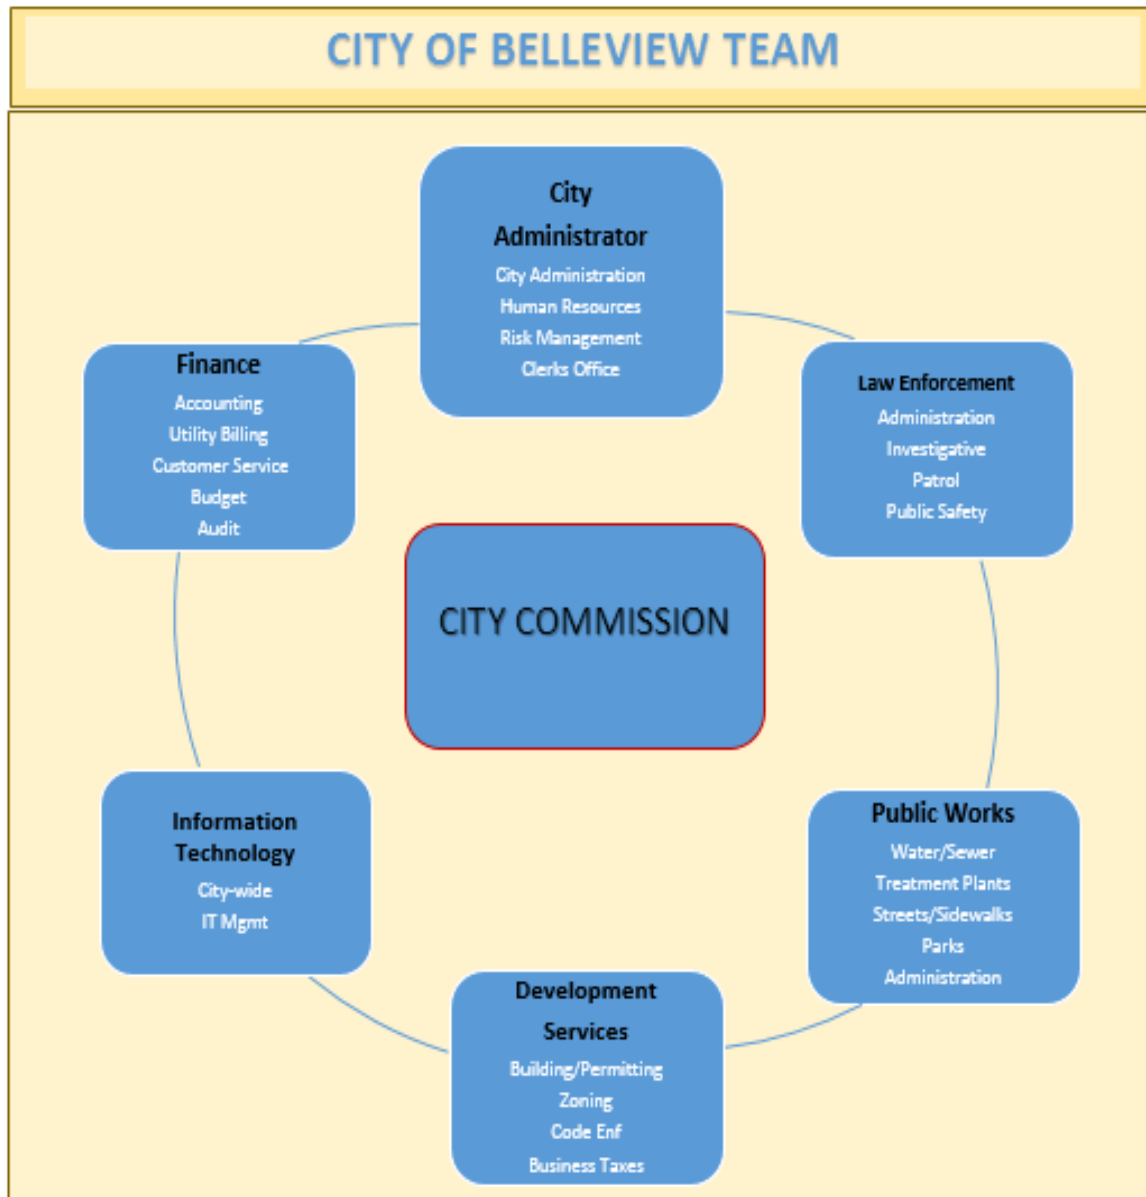 CITY OF BELLEVIEW TEAM
City
Administrator
City Administration
Human Resources
Risk Management
Clerks Office
Finance
Accounting
Utility Billing
Customer Service
Budget
Audit
Law Enforcement
Administration
Investigative
Patrol
Public Safety
CITY COMMISSION
Information
Technology
City-wide
IT Mgmt
Public Works
Water/Sewer
Treatment Plants
Streets/Sidewalks
Parks
Administration
Development
Services
Building/Permitting
Zoning
Code Enf
Business Taxes